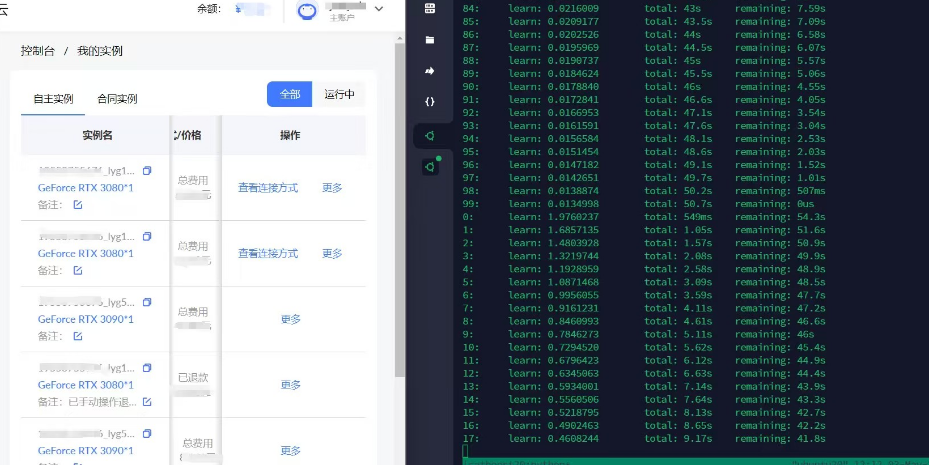 云
余额:
¥
主账户
控制台 / 我的实例
自主实例
合同实例
全部
运行中
实例名
/价格
操作
_lyg1...
GeForce RTX 3080*1
备注:
总费用
元
查看连接方式
更多
_lyg1...
GeForce RTX 3080*1
备注:
总费用
查看连接方式
更多
_lyg5...
GeForce RTX 3090*1
备注:
总费用
更多
_lyg...
GeForce RTX 3080*1
备注: 已手动操作退...
已退款
更多
_lyg5...
GeForce RTX 3090*1
总费用
更多
84: learn: 0.0216009 total: 43s remaining: 7.59s
85: learn: 0.0209177 total: 43.5s remaining: 7.09s
86: learn: 0.0202526 total: 44s remaining: 6.58s
87: learn: 0.0195969 total: 44.5s remaining: 6.07s
88: learn: 0.0190737 total: 45s remaining: 5.57s
89: learn: 0.0184624 total: 45.5s remaining: 5.06s
90: learn: 0.0178840 total: 46s remaining: 4.55s
91: learn: 0.0172841 total: 46.6s remaining: 4.05s
92: learn: 0.0166953 total: 47.1s remaining: 3.54s
93: learn: 0.0161591 total: 47.6s remaining: 3.04s
94: learn: 0.0156584 total: 48.1s remaining: 2.53s
95: learn: 0.0151454 total: 48.6s remaining: 2.03s
96: learn: 0.0147182 total: 49.1s remaining: 1.52s
97: learn: 0.0142651 total: 49.7s remaining: 1.01s
98: learn: 0.0138874 total: 50.2s remaining: 507ms
99: learn: 0.0134998 total: 50.7s remaining: 0us
0: learn: 1.9760237 total: 549ms remaining: 54.3s
1: learn: 1.6857135 total: 1.05s remaining: 51.6s
2: learn: 1.4803928 total: 1.57s remaining: 50.9s
3: learn: 1.3219744 total: 2.08s remaining: 49.9s
4: learn: 1.1928959 total: 2.58s remaining: 48.9s
5: learn: 1.0871468 total: 3.09s remaining: 48.5s
6: learn: 0.9956055 total: 3.59s remaining: 47.7s
7: learn: 0.9161231 total: 4.11s remaining: 47.2s
8: learn: 0.8460993 total: 4.61s remaining: 46.6s
9: learn: 0.7846273 total: 5.11s remaining: 46s
10: learn: 0.7294520 total: 5.62s remaining: 45.4s
11: learn: 0.6796423 total: 6.12s remaining: 44.9s
12: learn: 0.6345063 total: 6.63s remaining: 44.4s
13: learn: 0.5934001 total: 7.14s remaining: 43.9s
14: learn: 0.5560506 total: 7.64s remaining: 43.3s
15: learn: 0.5218795 total: 8.13s remaining: 42.7s
16: learn: 0.4902463 total: 8.65s remaining: 42.2s
17: learn: 0.4608244 total: 9.17s remaining: 41.8s